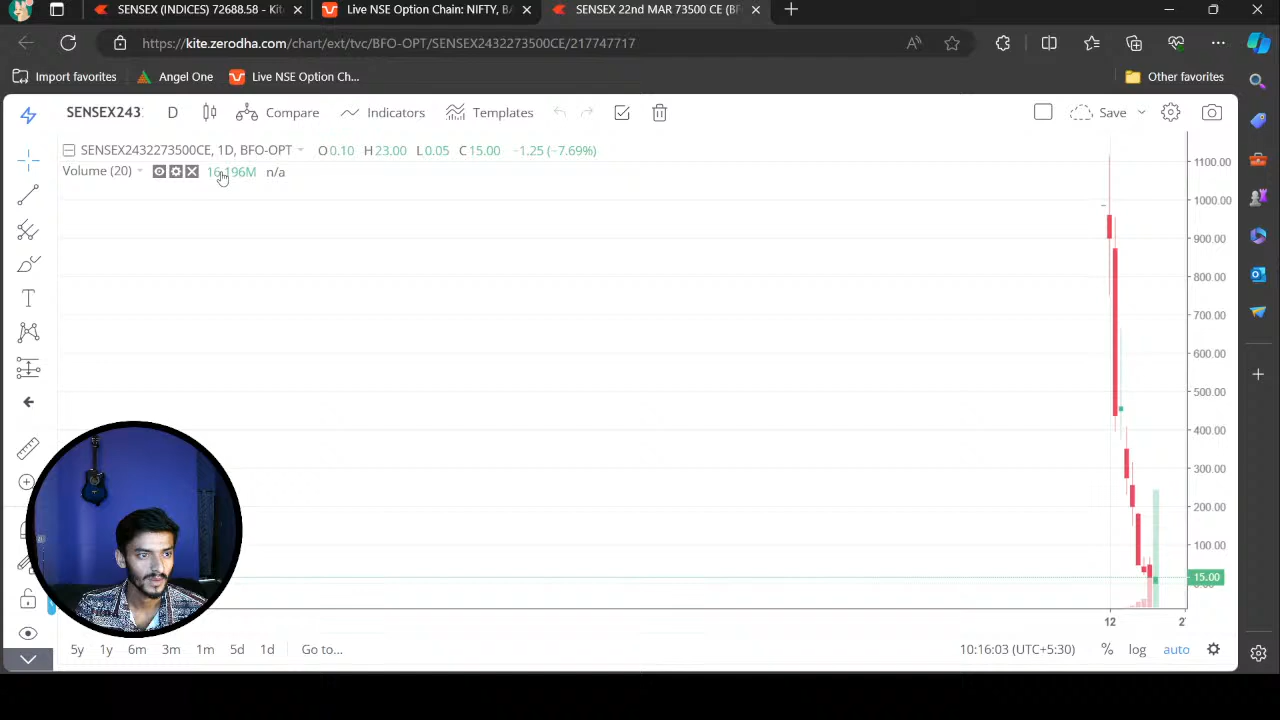 SENSEX (INDICES) 72688.58 - Kit
Live NSE Option Chain: NIFTY, BA
SENSEX 22nd MAR 73500 CE (BF
https://kite.zerodha.com/chart/ext/tvc/BFO-OPT/SENSEX2432273500CE/217747717
Import favorites
Angel One
Live NSE Option Ch...
Other favorites
SENSEX243
D
Compare
Indicators
Templates
Save
SENSEX2432273500CE, 1D, BFO-OPT O 0.10 H 23.00 L 0.05 C 15.00 −1.25 (−7.69%)
Volume (20) 16.196M n/a
1100.00
1000.00
900.00
800.00
700.00
600.00
500.00
400.00
300.00
200.00
100.00
15.00
12
5y 1y 6m 3m 1m 5d 1d Go to... 10:16:03 (UTC+5:30) % log auto